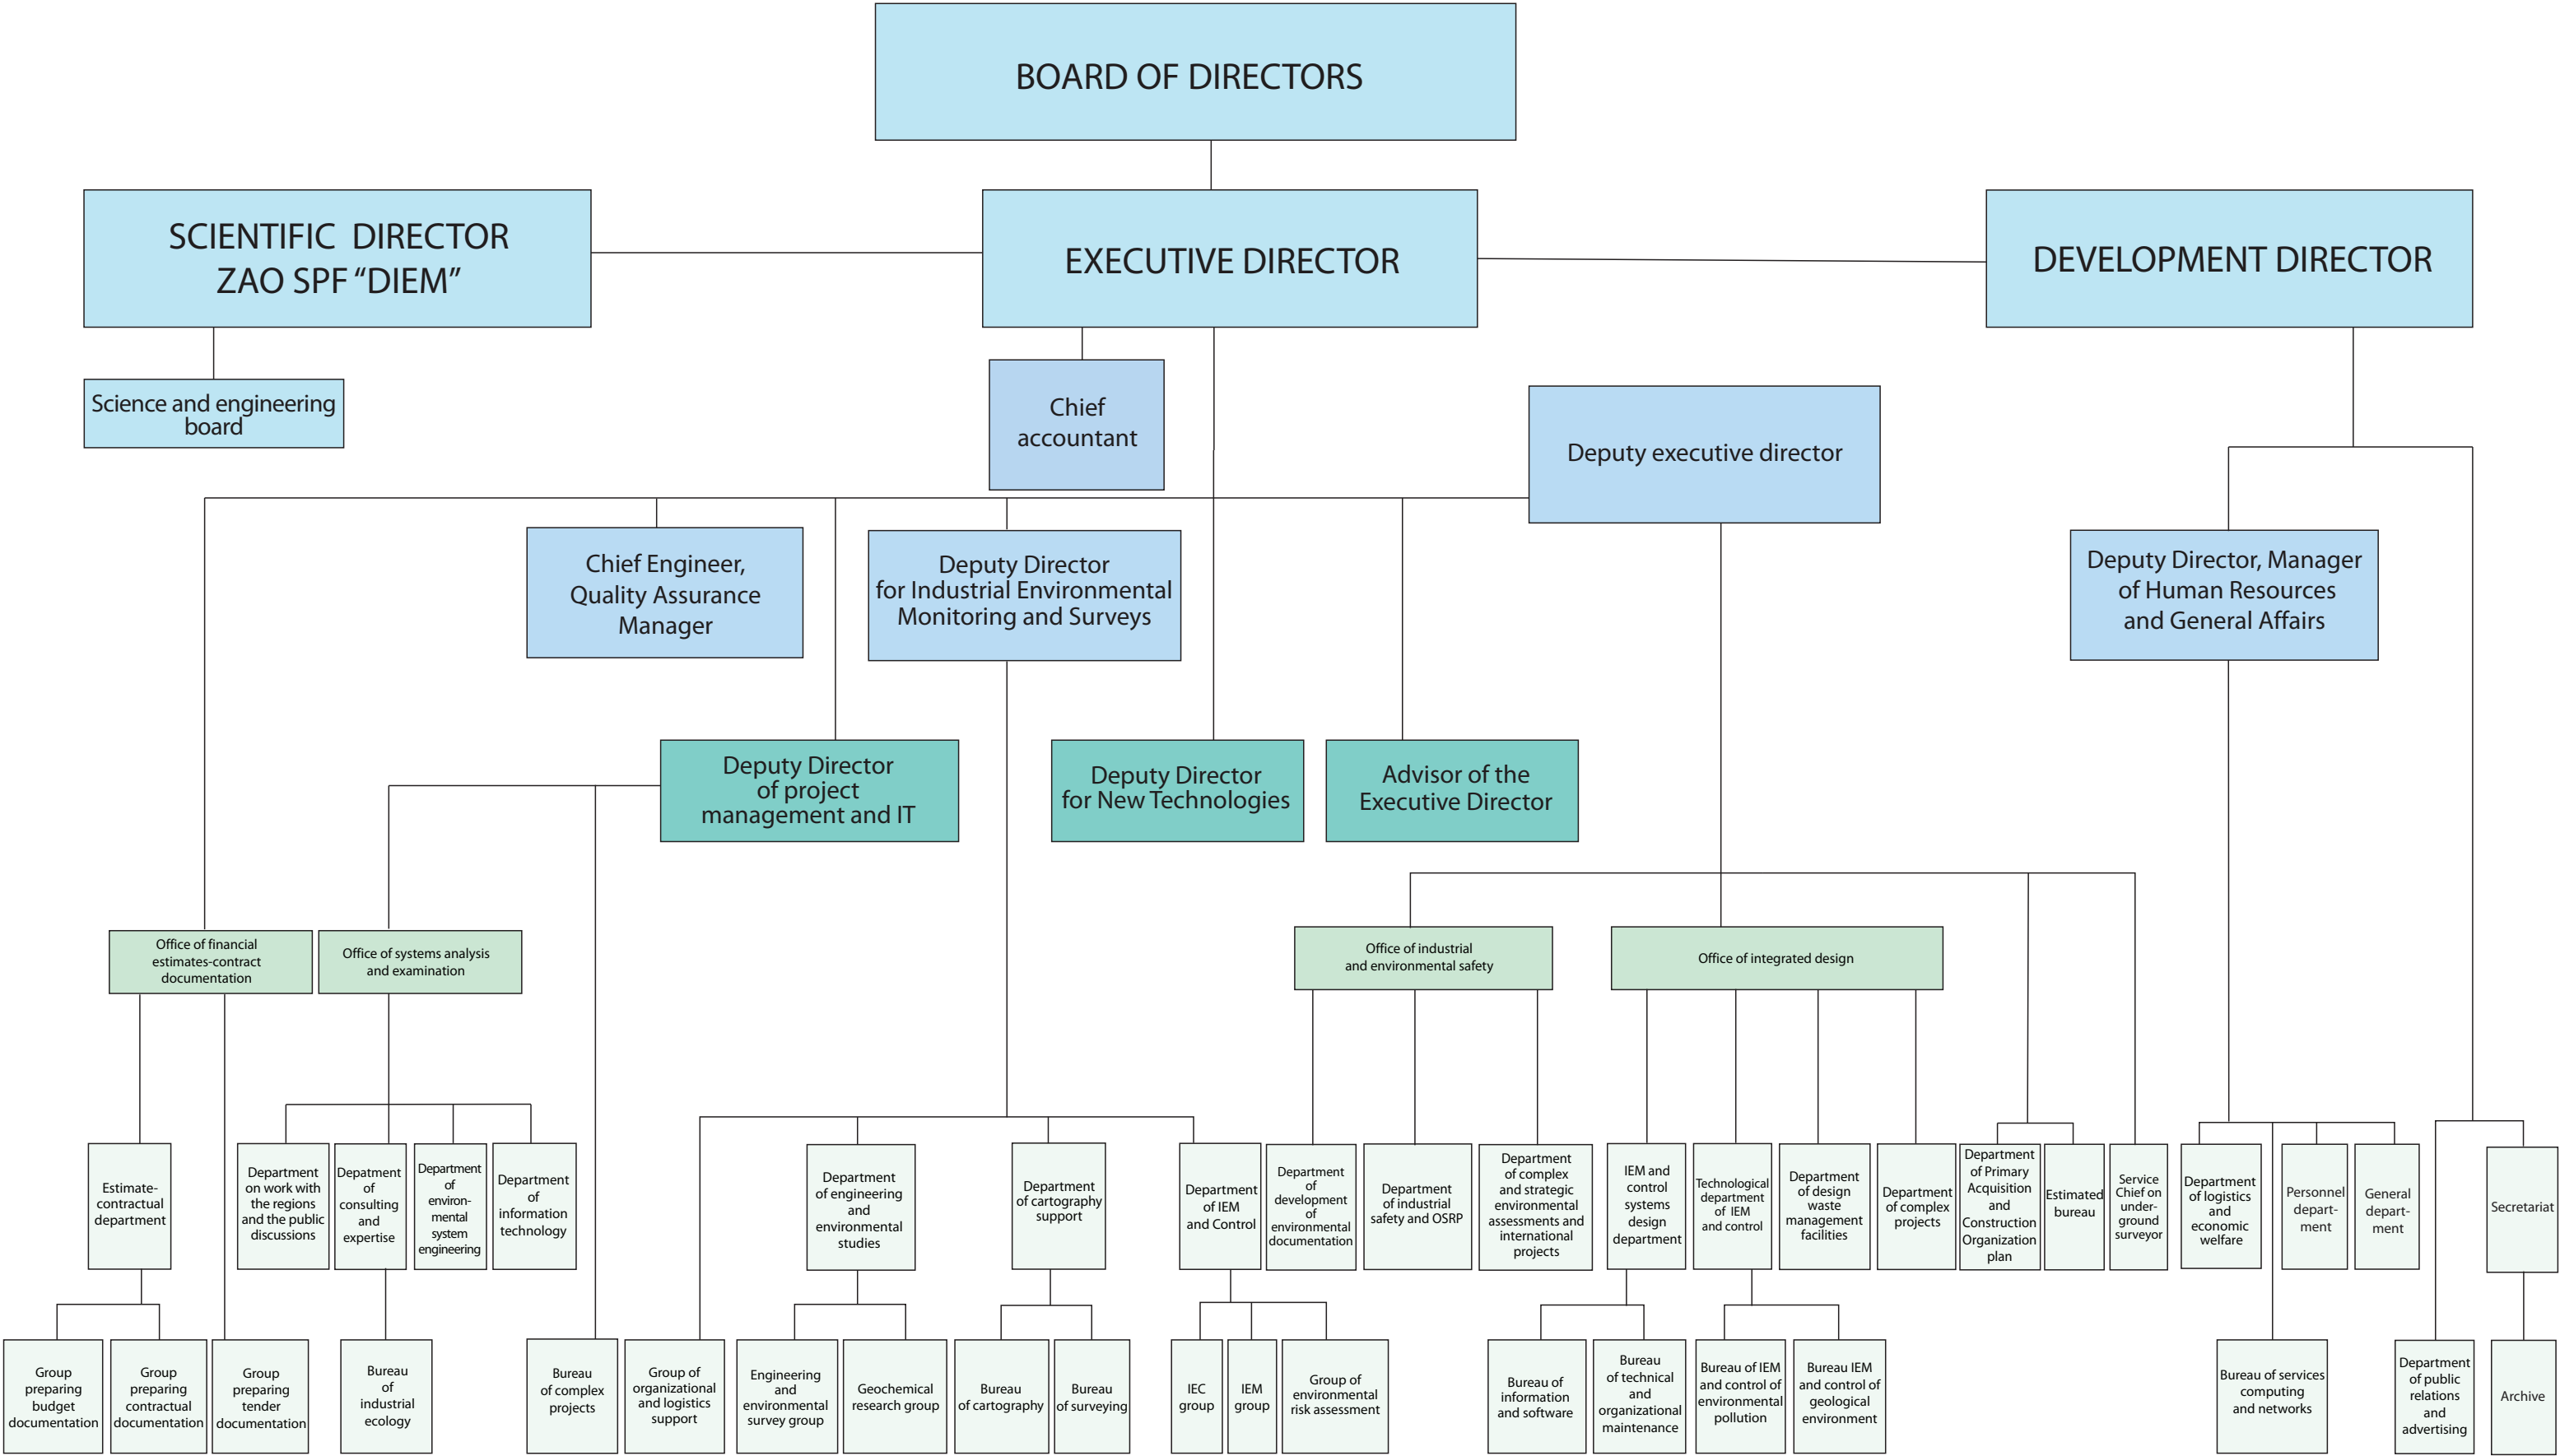 BOARD OF DIRECTORS
SCIENTIFIC DIRECTOR
ZAO SPF “DIEM”
EXECUTIVE DIRECTOR
DEVELOPMENT DIRECTOR
Science and engineering
board
Chief
accountant
Deputy executive director
Chief Engineer,
Quality Assurance
Manager
Deputy Director
for Industrial Environmental
Monitoring and Surveys
Deputy Director, Manager
of Human Resources
and General Affairs
Deputy Director
of project
management and IT
Deputy Director
for New Technologies
Advisor of the
Executive Director
Office of financial
estimates-contract
documentation
Office of systems analysis
and examination
Office of industrial
and environmental safety
Office of integrated design
Estimate-
contractual
department
Department
on work with
the regions
and the public
discussions
Depatment
of
consulting
and
expertise
Department
of
environ-
mental
system
engineering
Department
of
information
technology
Department
of engineering
and
environmental
studies
Department
of cartography
support
Department
of IEM
and Control
Department
of
development
of
environmental
documentation
Department
of industrial
safety and OSRP
Department
of complex
and strategic
environmental
assessments and
international
projects
IEM and
control
systems
design
department
Technological
department
of IEM
and control
Department
of design
waste
management
facilities
Department
of complex
projects
Department
of Primary
Acquisition
and
Construction
Organization
plan
Estimated
bureau
Service
Chief on
under-
ground
surveyor
Department
of logistics
and
economic
welfare
Personnel
depart-
ment
General
depart-
ment
Secretariat
Group
preparing
budget
documentation
Group
preparing
contractual
documentation
Group
preparing
tender
documentation
Bureau
of
industrial
ecology
Bureau
of complex
projects
Group of
organizational
and logistics
support
Engineering
and
environmental
survey group
Geochemical
research group
Bureau
of cartography
Bureau
of surveying
IEC
group
IEM
group
Group of
environmental
risk assessment
Bureau of
information
and software
Bureau
of technical
and
organizational
maintenance
Bureau of IEM
and control of
environmental
pollution
Bureau IEM
and control of
geological
environment
Bureau of services
computing
and networks
Department
of public
relations
and
advertising
Archive